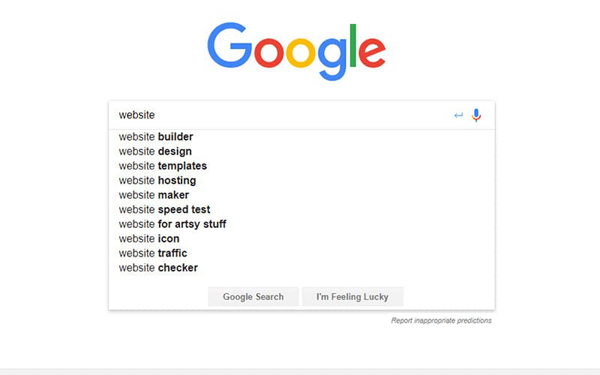 Google
website
website builder
website design
website templates
website hosting
website maker
website speed test
website for artsy stuff
website icon
website traffic
website checker
Google Search I'm Feeling Lucky
Report inappropriate predictions